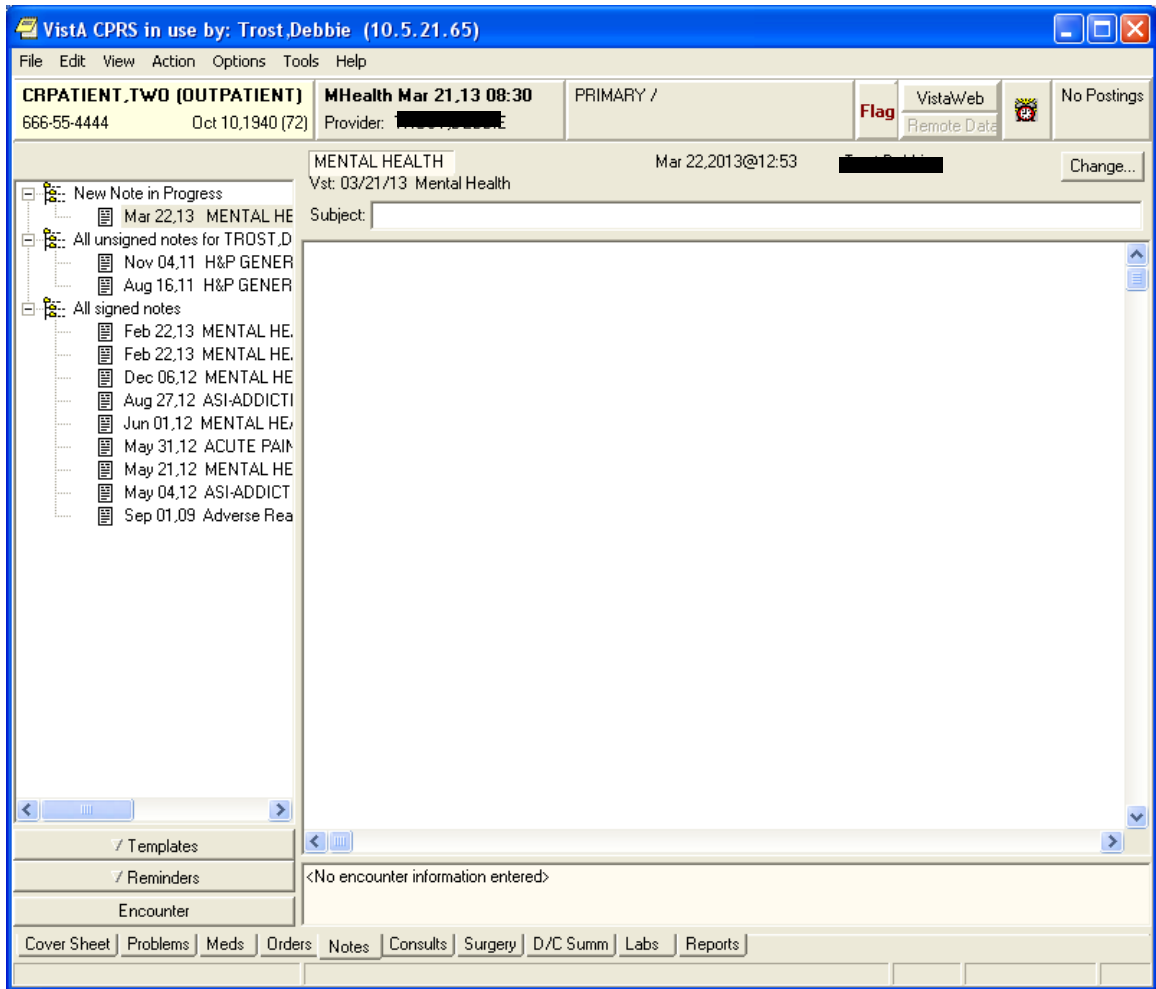 VistA CPRS in use by: Trost,Debbie (10.5.21.65)
File Edit View Action Options Tools Help
CRPATIENT,TWO (OUTPATIENT)
666-55-4444 Oct 10,1940 (72)
MHealth Mar 21,13 08:30
Provider:
PRIMARY /
Flag
VistaWeb
Remote Data
No Postings
MENTAL HEALTH Mar 22,2013@12:53
Change...
Vst: 03/21/13 Mental Health
Subject:
New Note in Progress
Mar 22,13 MENTAL HE
All unsigned notes for TROST,D
Nov 04,11 H&P GENER
Aug 16,11 H&P GENER
All signed notes
Feb 22,13 MENTAL HE
Feb 22,13 MENTAL HE
Dec 06,12 MENTAL HE
Aug 27,12 ASI-ADDICTI
Jun 01,12 MENTAL HEA
May 31,12 ACUTE PAIN
May 21,12 MENTAL HE
May 04,12 ASI-ADDICT
Sep 01,09 Adverse Rea
/ Templates
/ Reminders
Encounter
<No encounter information entered>
Cover Sheet Problems Meds Orders Notes Consults Surgery D/C Summ Labs Reports